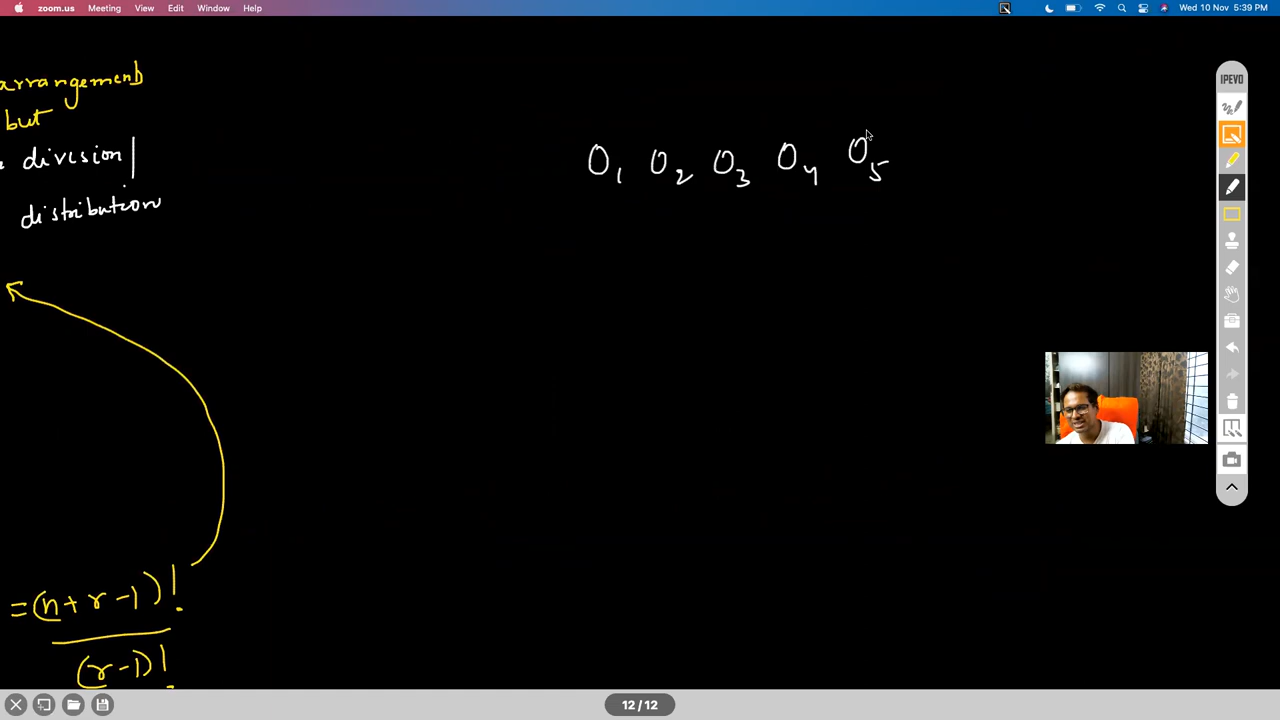 zoom.us Meeting View Edit Window Help Wed 10 Nov 5:39 PM
IPEVO
arrangement
but
division/
distribution
O₁ O₂ O₃ O₄ O₅
=(n+r-1)!
(r-1)!
12/12